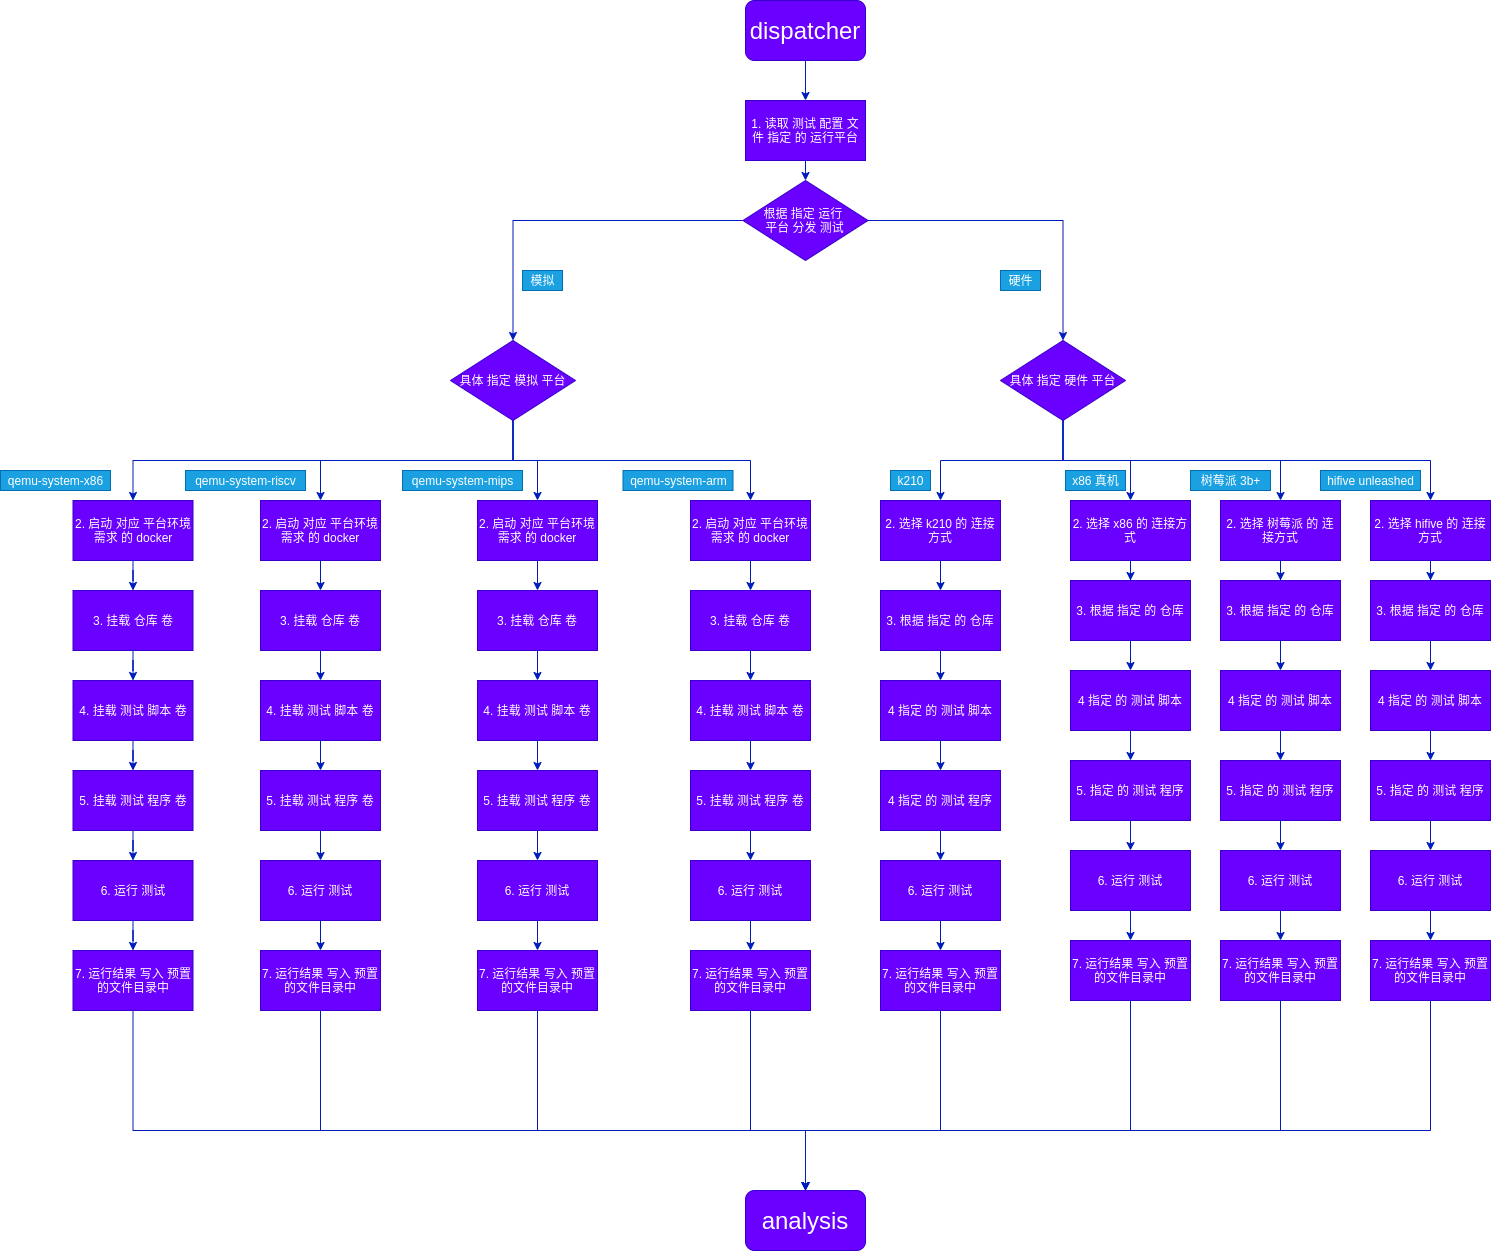 dispatcher
1. 读取 测试 配置 文
件 指定 的 运行平台
根据 指定 运行
平台 分发 测试
模拟
硬件
具体 指定 模拟 平台
具体 指定 硬件 平台
qemu-system-x86
qemu-system-riscv
qemu-system-mips
qemu-system-arm
k210
x86 真机
树莓派 3b+
hifive unleashed
2. 启动 对应 平台环境
需求 的 docker
2. 启动 对应 平台环境
需求 的 docker
2. 启动 对应 平台环境
需求 的 docker
2. 启动 对应 平台环境
需求 的 docker
2. 选择 k210 的 连接
方式
2. 选择 x86 的 连接方
式
2. 选择 树莓派 的 连
接方式
2. 选择 hifive 的 连接
方式
3. 挂载 仓库 卷
3. 挂载 仓库 卷
3. 挂载 仓库 卷
3. 挂载 仓库 卷
3. 根据 指定 的 仓库
3. 根据 指定 的 仓库
3. 根据 指定 的 仓库
3. 根据 指定 的 仓库
4. 挂载 测试 脚本 卷
4. 挂载 测试 脚本 卷
4. 挂载 测试 脚本 卷
4. 挂载 测试 脚本 卷
4 指定 的 测试 脚本
4 指定 的 测试 脚本
4 指定 的 测试 脚本
4 指定 的 测试 脚本
5. 挂载 测试 程序 卷
5. 挂载 测试 程序 卷
5. 挂载 测试 程序 卷
5. 挂载 测试 程序 卷
4 指定 的 测试 程序
5. 指定 的 测试 程序
5. 指定 的 测试 程序
5. 指定 的 测试 程序
6. 运行 测试
6. 运行 测试
6. 运行 测试
6. 运行 测试
6. 运行 测试
6. 运行 测试
6. 运行 测试
6. 运行 测试
7. 运行结果 写入 预置
的文件目录中
7. 运行结果 写入 预置
的文件目录中
7. 运行结果 写入 预置
的文件目录中
7. 运行结果 写入 预置
的文件目录中
7. 运行结果 写入 预置
的文件目录中
7. 运行结果 写入 预置
的文件目录中
7. 运行结果 写入 预置
的文件目录中
7. 运行结果 写入 预置
的文件目录中
analysis